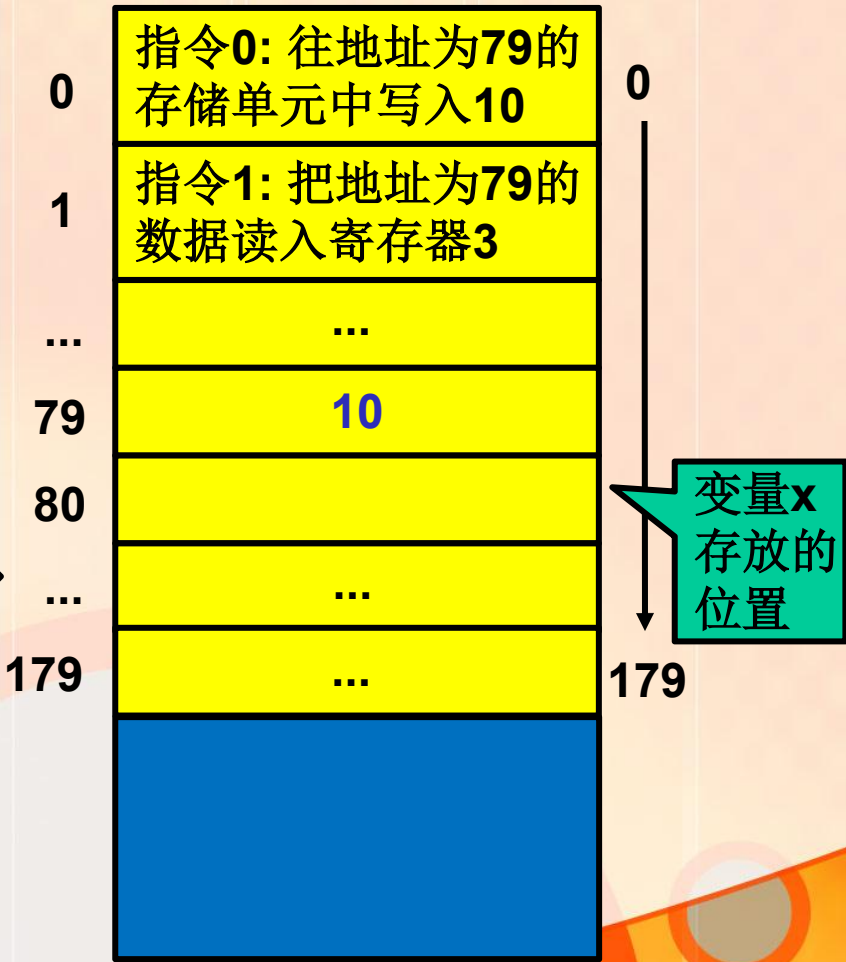 0
指令0: 往地址为79的
存储单元中写入10
0
1
指令1: 把地址为79的
数据读入寄存器3
...
...
79
10
80
变量x
存放的
位置
...
...
179
...
179